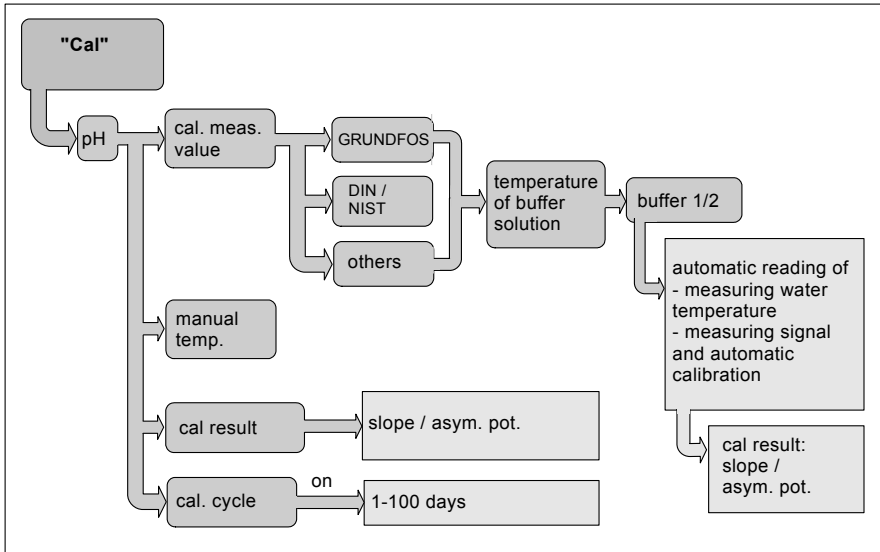 "Cal"
pH
cal. meas.
value
GRUNDFOS
DIN /
NIST
others
temperature
of buffer
solution
buffer 1/2
automatic reading of
- measuring water
temperature
- measuring signal
and automatic
calibration
cal result:
slope /
asym. pot.
manual
temp.
cal result
slope / asym. pot.
cal. cycle
on
1-100 days